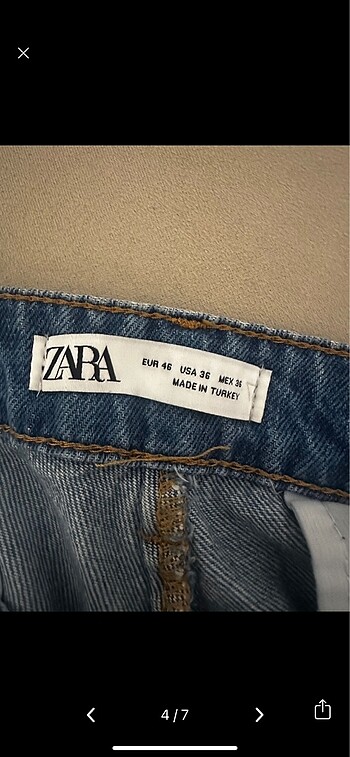 ZARA
EUR 46 USA 36 MEX 36
MADE IN TURKEY
4/7